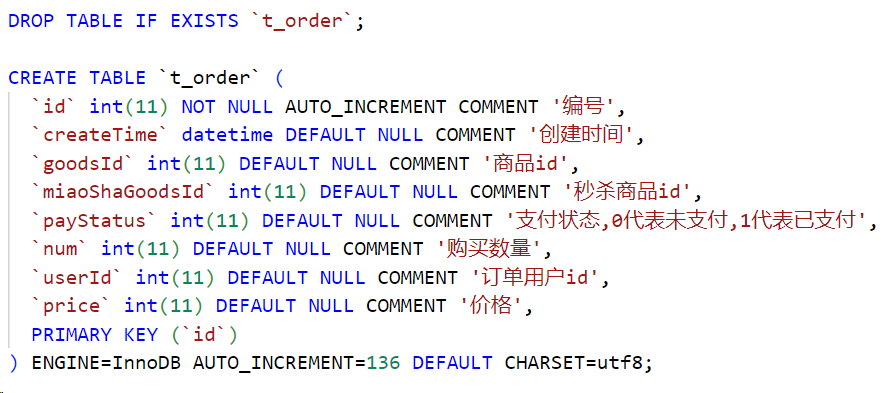 DROP TABLE IF EXISTS `t_order`;
CREATE TABLE `t_order` (
`id` int(11) NOT NULL AUTO_INCREMENT COMMENT '编号',
`createTime` datetime DEFAULT NULL COMMENT '创建时间',
`goodsId` int(11) DEFAULT NULL COMMENT '商品id',
`miaoShaGoodsId` int(11) DEFAULT NULL COMMENT '秒杀商品id',
`payStatus` int(11) DEFAULT NULL COMMENT '支付状态,0代表未支付,1代表已支付',
`num` int(11) DEFAULT NULL COMMENT '购买数量',
`userId` int(11) DEFAULT NULL COMMENT '订单用户id',
`price` int(11) DEFAULT NULL COMMENT '价格',
PRIMARY KEY (`id`)
) ENGINE=InnoDB AUTO_INCREMENT=136 DEFAULT CHARSET=utf8;